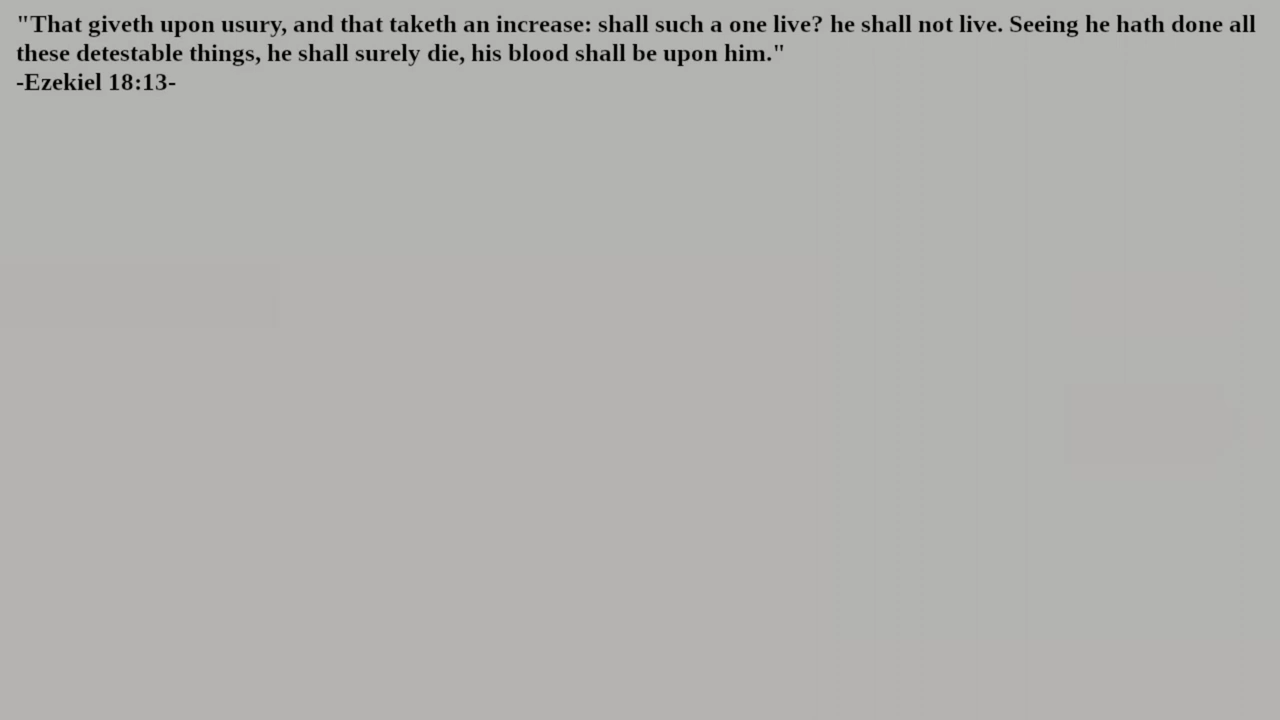 "That giveth upon usury, and that taketh an increase: shall such a one live? he shall not live. Seeing he hath done all
these detestable things, he shall surely die, his blood shall be upon him."
-Ezekiel 18:13-